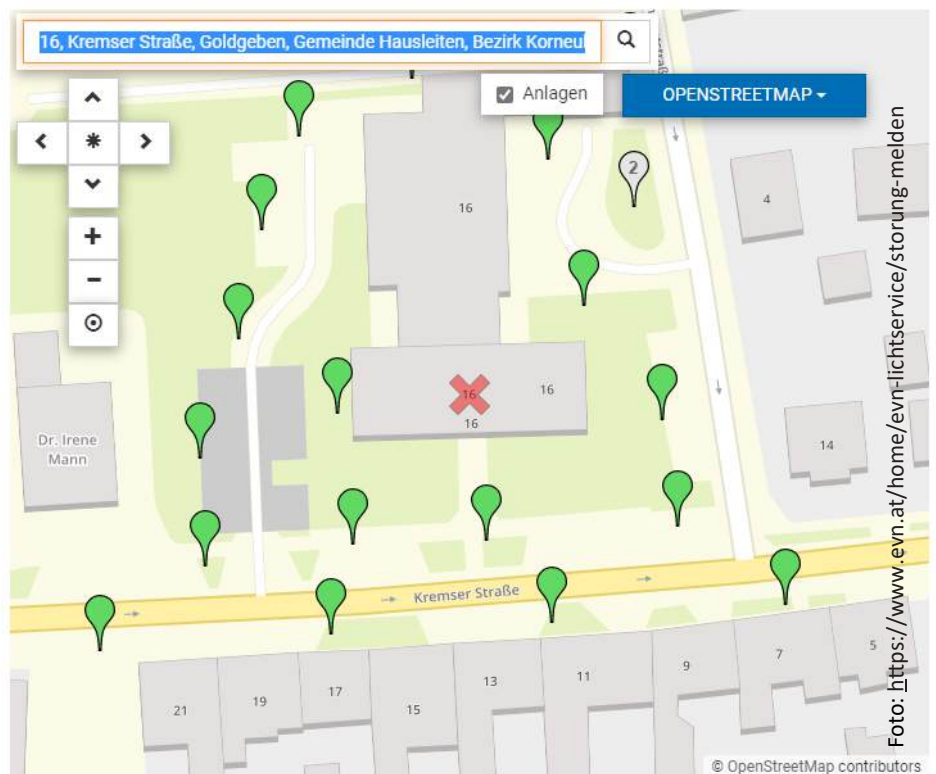 16, Kremser Straße, Goldgeben, Gemeinde Hausleiten, Bezirk Korneu
Anlagen
OPENSTREETMAP
2
16
4
16
16
16
14
Dr. Irene
Mann
Kremser Straße
5
7
9
11
13
17
19
15
21
Foto: https://www.evn.at/home/evn-lichtservice/storung-melden
© OpenStreetMap contributors